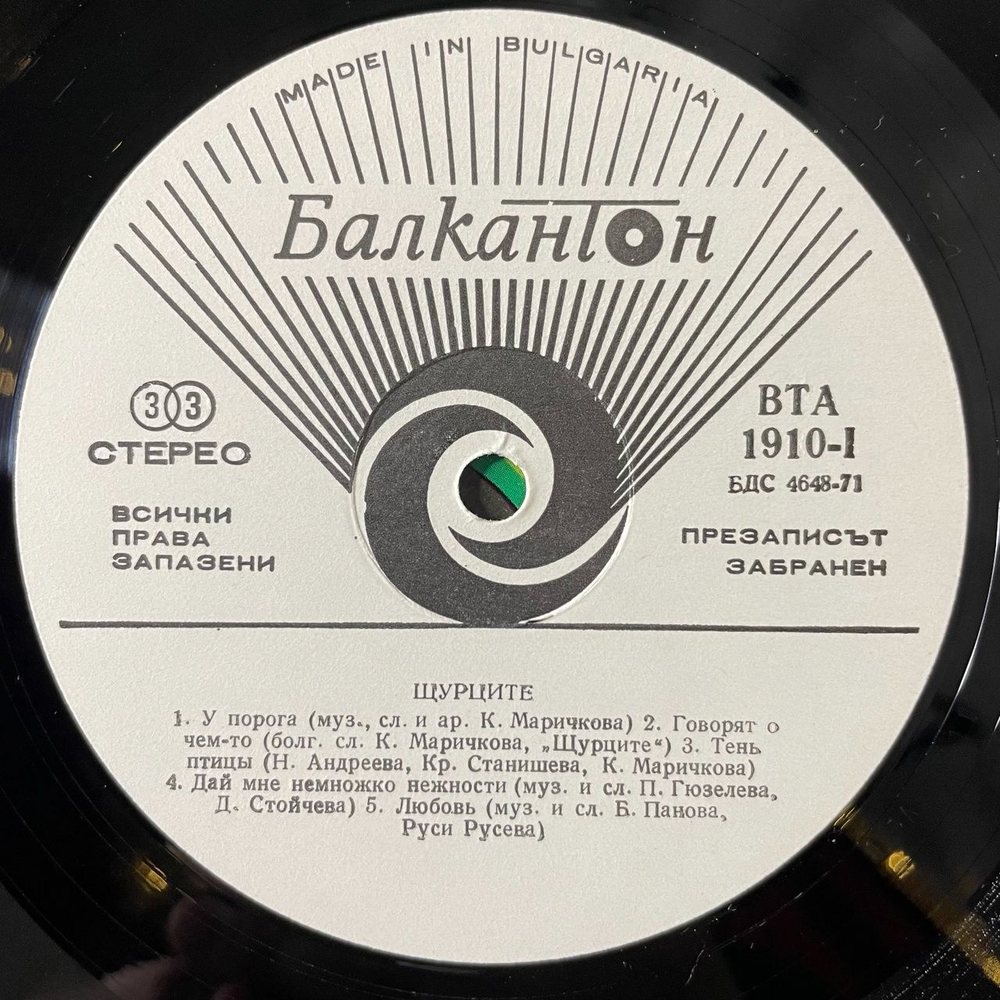 MADE IN BULGARIA
Балкантон
33
СТЕРЕО
ВСИЧКИ
ПРАВА
ЗАПАЗЕНИ
ВТА
1910-I
БДС 4648-71
ПРЕЗАПИСЪТ
ЗАБРАНЕН
ЩУРЦИТЕ
1. У порога (муз., сл. и ар. К. Маричкова) 2. Говорят о
чем-то (болг. сл. К. Маричкова, „Щурците“) 3. Тень
птицы (Н. Андреева, Кр. Станишева, К. Маричкова)
4. Дай мне немножко нежности (муз. и сл. П. Гюзелева,
Д. Стойчева) 5. Любовь (муз. и сл. Б. Панова,
Руси Русева)